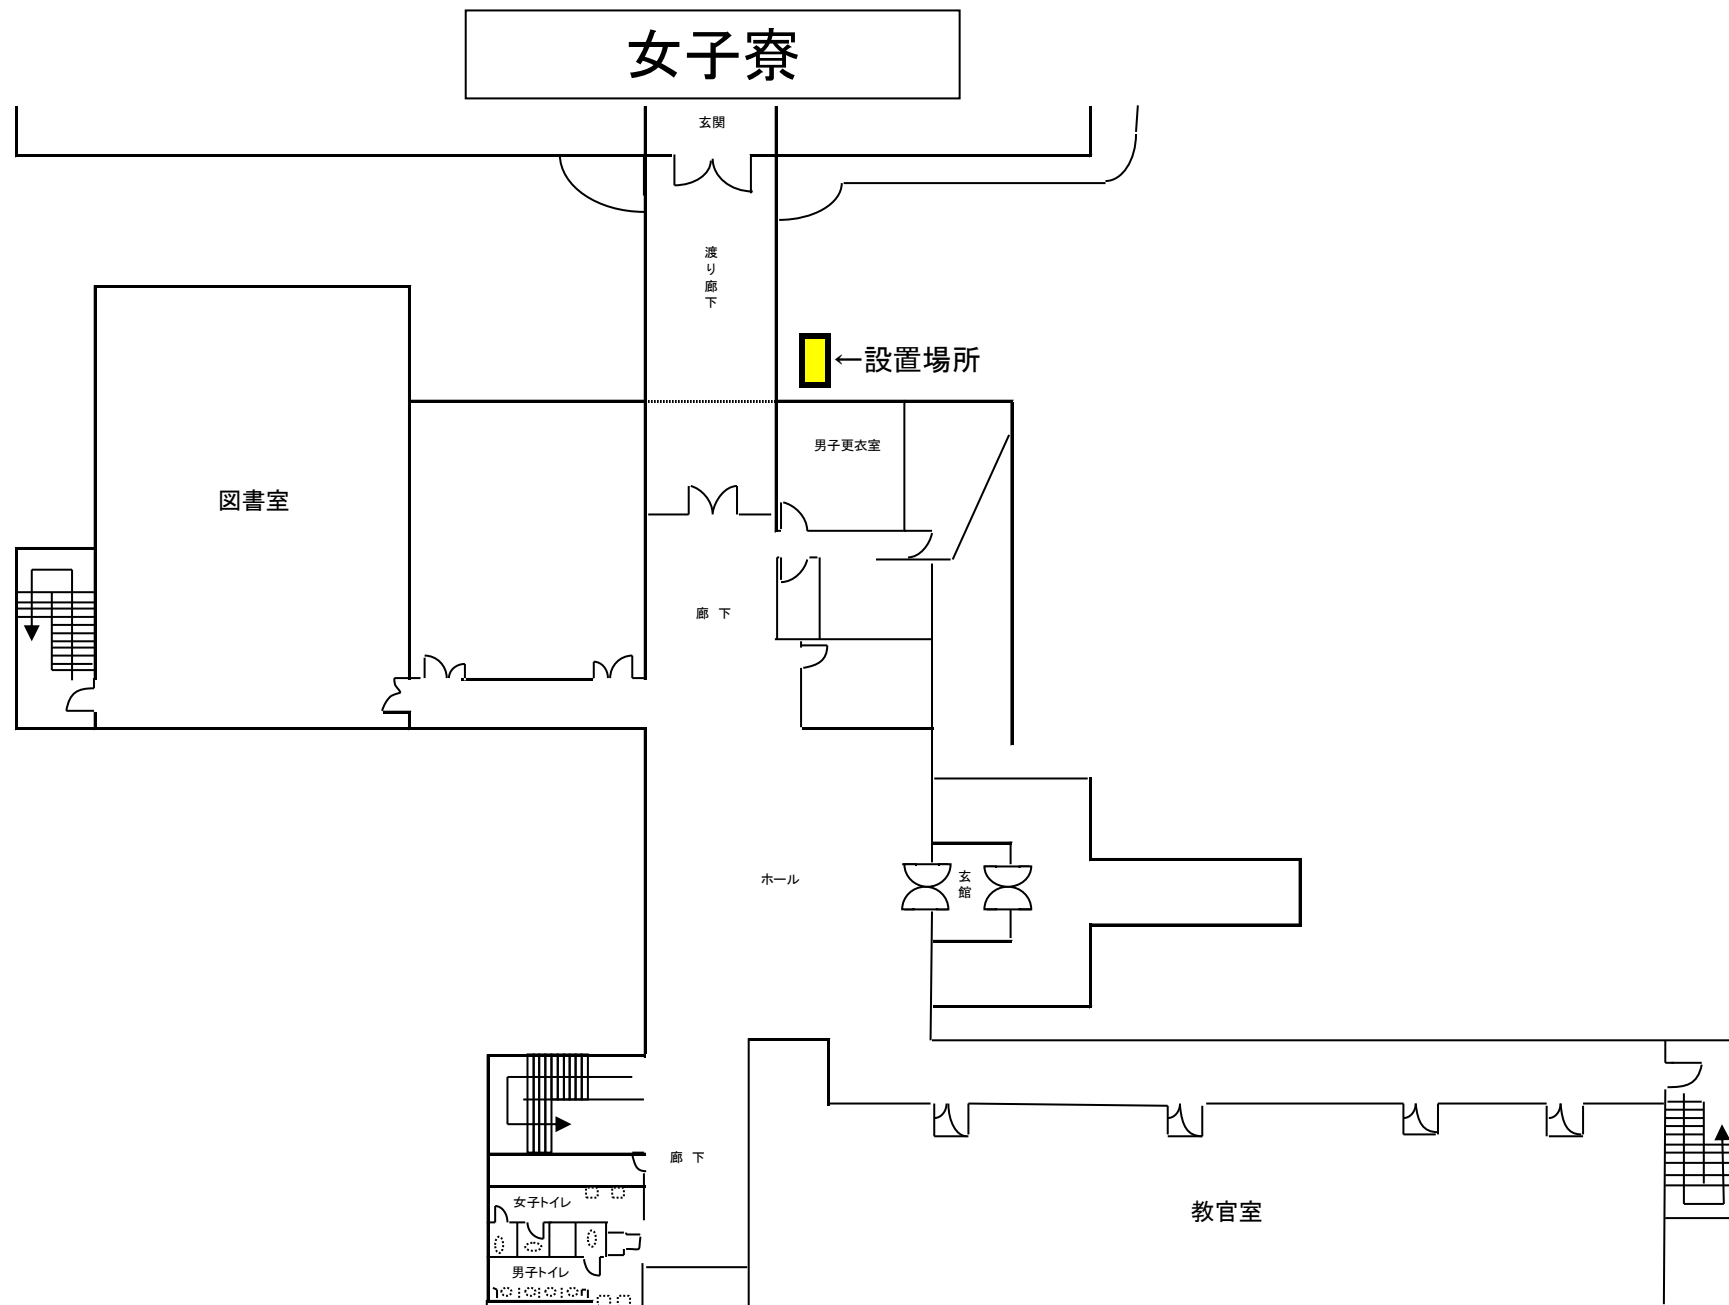 女子寮
玄関
渡り廊下
←設置場所
男子更衣室
図書室
廊 下
ホール
玄館
廊 下
女子トイレ
教官室
男子トイレ